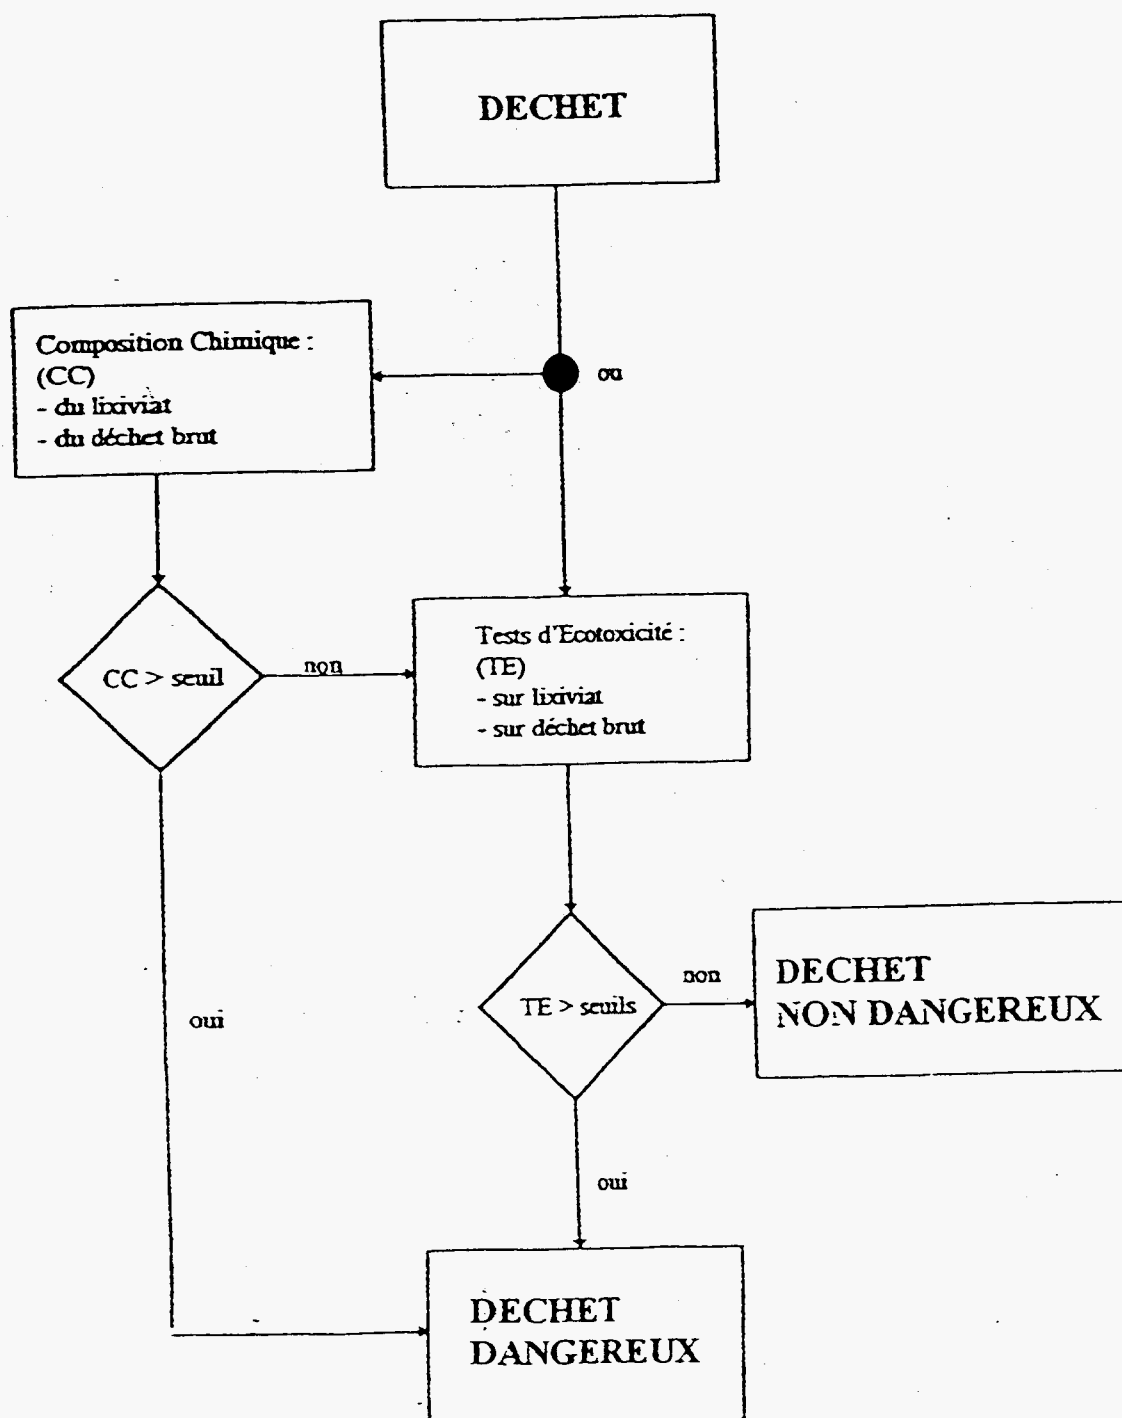 DECHET
Composition Chimique :
(CC)
- du lixiviat
- du déchet brut
ou
CC > seuil
non
Tests d'Ecotoxicité :
(TE)
- sur lixiviat
- sur déchet brut
TE > seuils
non
DECHET
NON DANGEREUX
oui
oui
DECHET
DANGEREUX